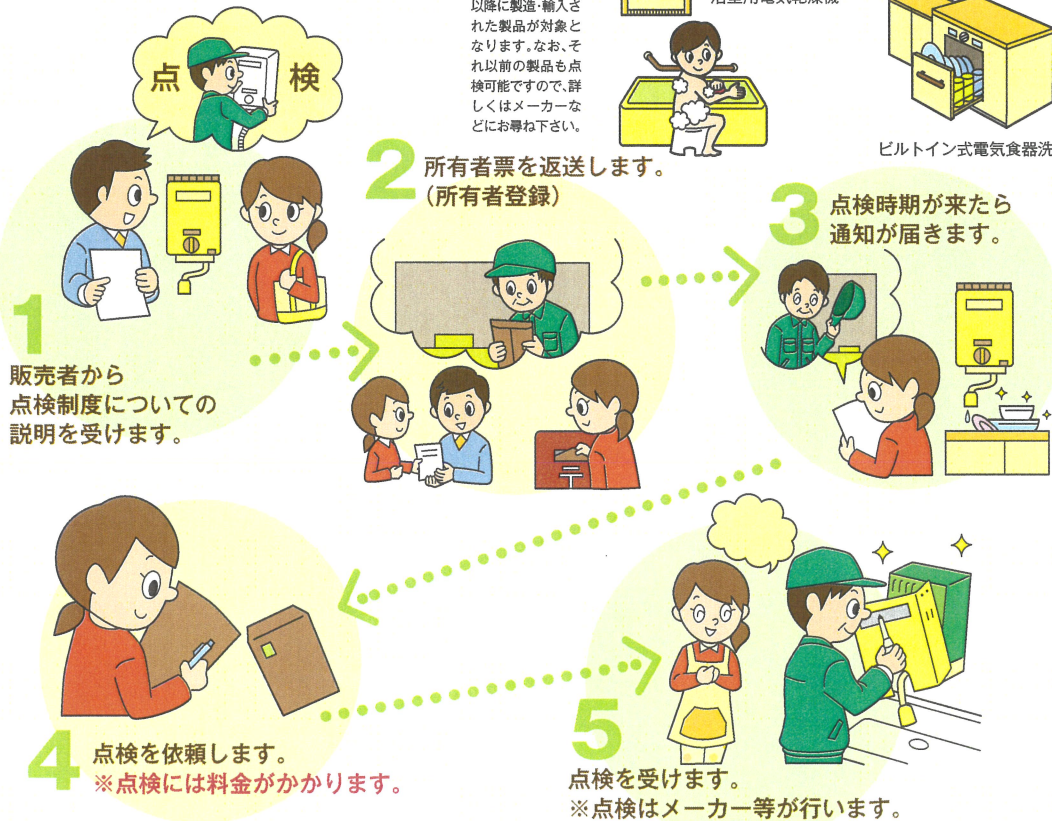 以降に製造・輸入さ
れた製品が対象と
なります。なお、そ
れ以前の製品も点
検可能ですので、詳
しくはメーカーな
どにお尋ね下さい。
浴室用電気乾燥機
ビルトイン式電気食器洗
点 検
1
販売者から
点検制度についての
説明を受けます。
2
所有者票を返送します。
(所有者登録)
〒
3
点検時期が来たら
通知が届きます。
4
点検を依頼します。
※点検には料金がかかります。
5
点検を受けます。
※点検はメーカー等が行います。